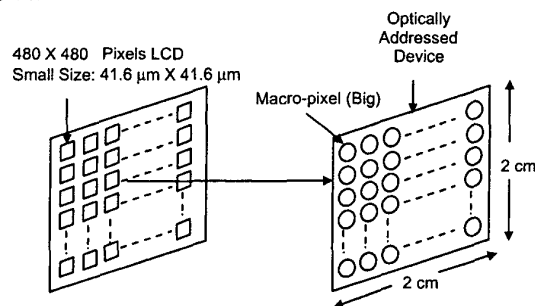 Optically
Addressed
Device
480 X 480 Pixels LCD
Small Size: 41.6 μm X 41.6 μm
Macro-pixel (Big)
2 cm
2 cm